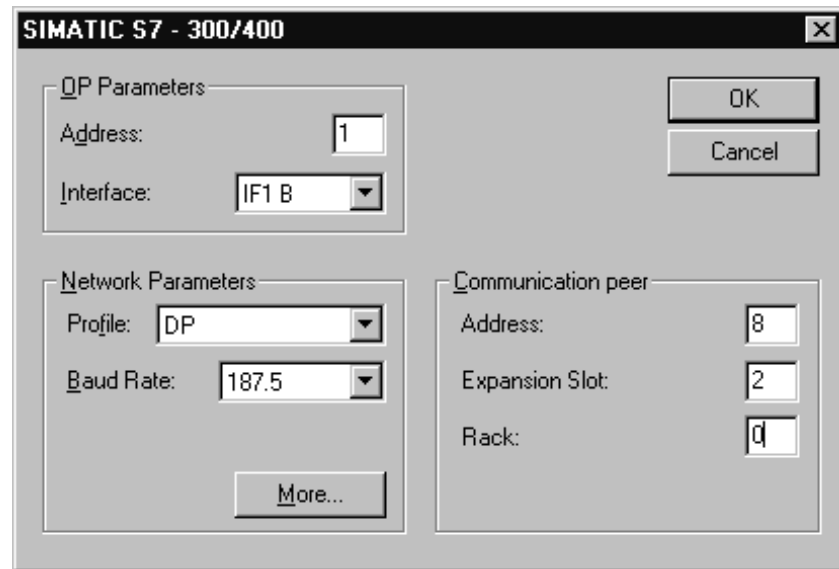 SIMATIC S7 - 300/400
OP Parameters
Address: 1
Interface: IF1 B
OK
Cancel
Network Parameters
Profile: DP
Baud Rate: 187.5
More...
Communication peer
Address: 8
Expansion Slot: 2
Rack: 0